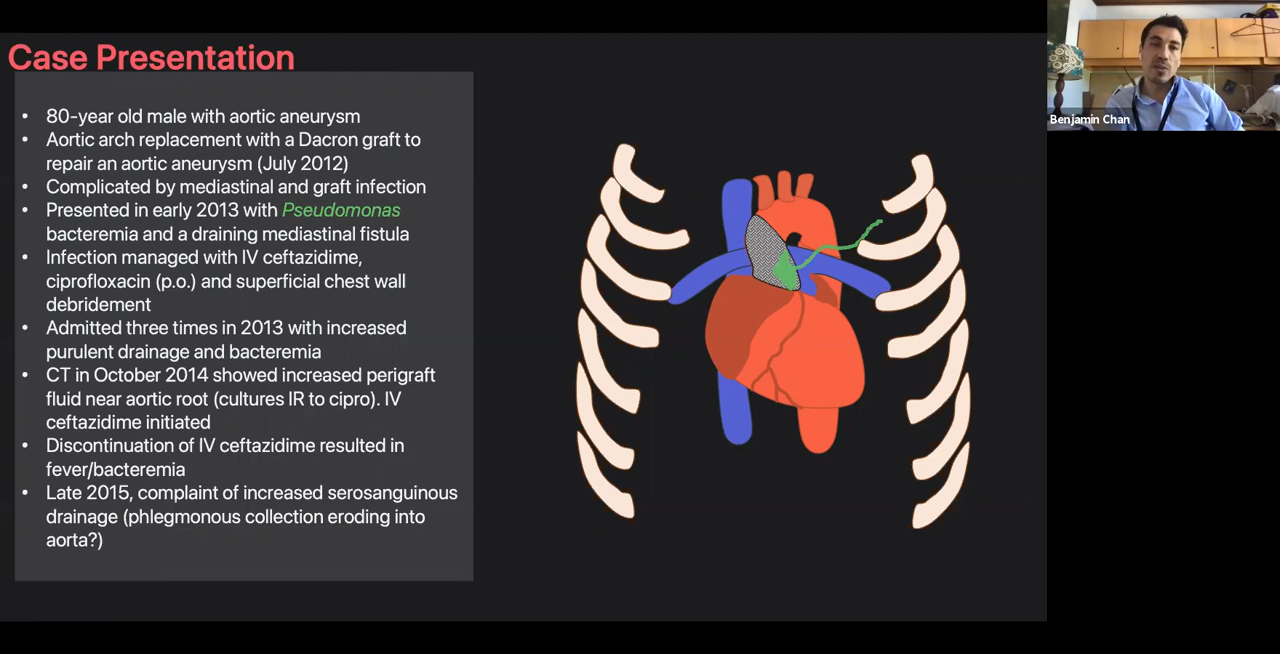 Case Presentation
• 80-year old male with aortic aneurysm
• Aortic arch replacement with a Dacron graft to
repair an aortic aneurysm (July 2012)
• Complicated by mediastinal and graft infection
• Presented in early 2013 with Pseudomonas
bacteremia and a draining mediastinal fistula
• Infection managed with IV ceftazidime,
ciprofloxacin (p.o.) and superficial chest wall
debridement
• Admitted three times in 2013 with increased
purulent drainage and bacteremia
• CT in October 2014 showed increased perigraft
fluid near aortic root (cultures IR to cipro). IV
ceftazidime initiated
• Discontinuation of IV ceftazidime resulted in
fever/bacteremia
• Late 2015, complaint of increased serosanguinous
drainage (phlegmonous collection eroding into
aorta?)
Benjamin Chan